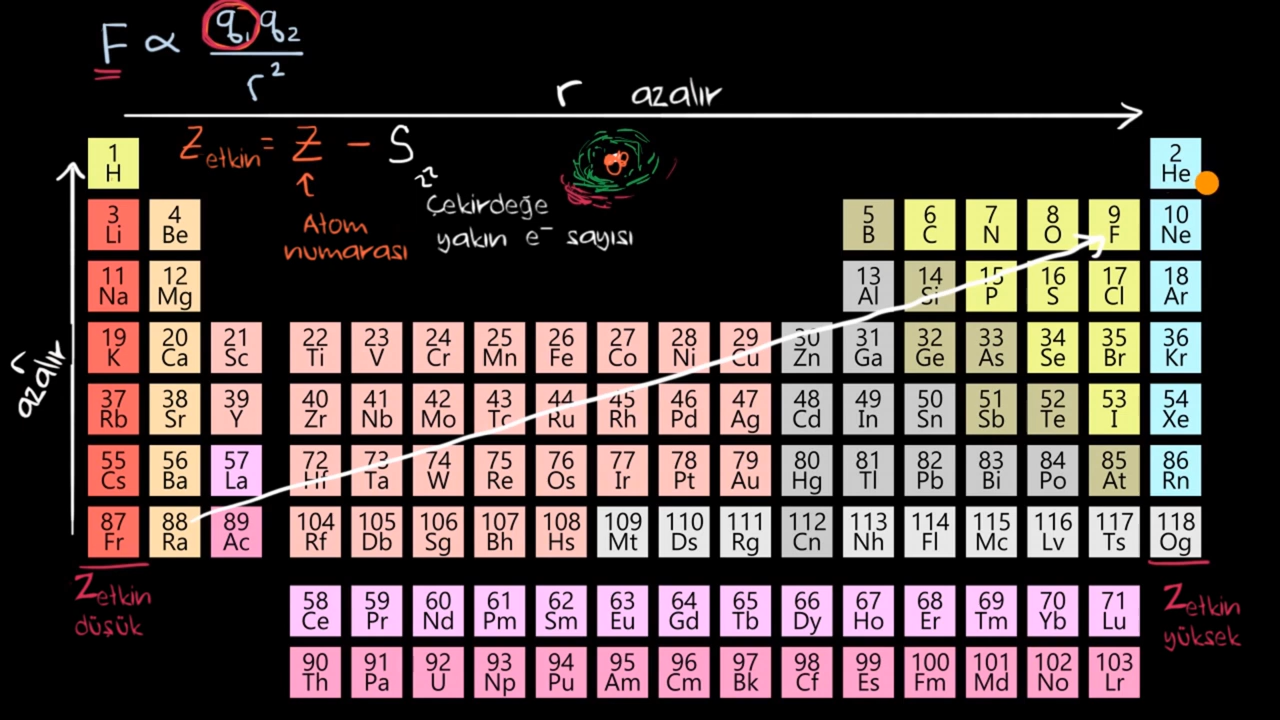 F ∝ q₁q₂
r²
r azalır
Z etkin = Z - S
Atom
numarası
Çekirdeğe
yakın e⁻ sayısı
r azalır
1 2
H He
3 4 5 6 7 8 9 10
Li Be B C N O F Ne
11 12 13 14 15 16 17 18
Na Mg Al Si P S Cl Ar
19 20 21 22 23 24 25 26 27 28 29 30 31 32 33 34 35 36
K Ca Sc Ti V Cr Mn Fe Co Ni Cu Zn Ga Ge As Se Br Kr
37 38 39 40 41 42 43 44 45 46 47 48 49 50 51 52 53 54
Rb Sr Y Zr Nb Mo Tc Ru Rh Pd Ag Cd In Sn Sb Te I Xe
55 56 57 72 73 74 75 76 77 78 79 80 81 82 83 84 85 86
Cs Ba La Hf Ta W Re Os Ir Pt Au Hg Tl Pb Bi Po At Rn
87 88 89 104 105 106 107 108 109 110 111 112 113 114 115 116 117 118
Fr Ra Ac Rf Db Sg Bh Hs Mt Ds Rg Cn Nh Fl Mc Lv Ts Og
Z etkin
düşük
Z etkin
yüksek
58 59 60 61 62 63 64 65 66 67 68 69 70 71
Ce Pr Nd Pm Sm Eu Gd Tb Dy Ho Er Tm Yb Lu
90 91 92 93 94 95 96 97 98 99 100 101 102 103
Th Pa U Np Pu Am Cm Bk Cf Es Fm Md No Lr